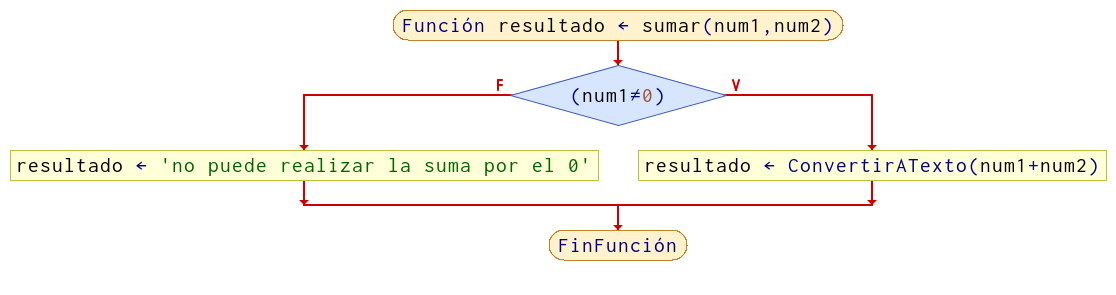 Función resultado ← sumar(num1,num2)
F
V
(num1≠0)
resultado ← 'no puede realizar la suma por el 0'
resultado ← ConvertirATexto(num1+num2)
FinFunción